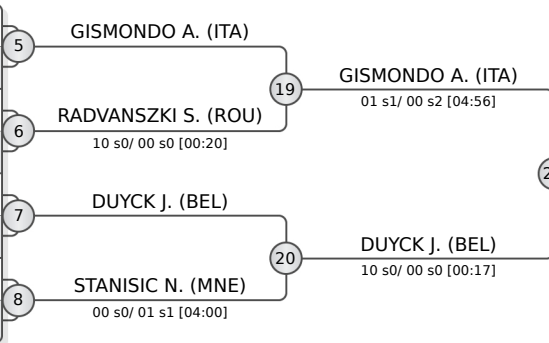 GISMONDO A. (ITA)
5
19
GISMONDO A. (ITA)
01 s1/ 00 s2 [04:56]
RADVANSZKI S. (ROU)
6
10 s0/ 00 s0 [00:20]
DUYCK J. (BEL)
7
20
DUYCK J. (BEL)
10 s0/ 00 s0 [00:17]
STANISIC N. (MNE)
8
00 s0/ 01 s1 [04:00]